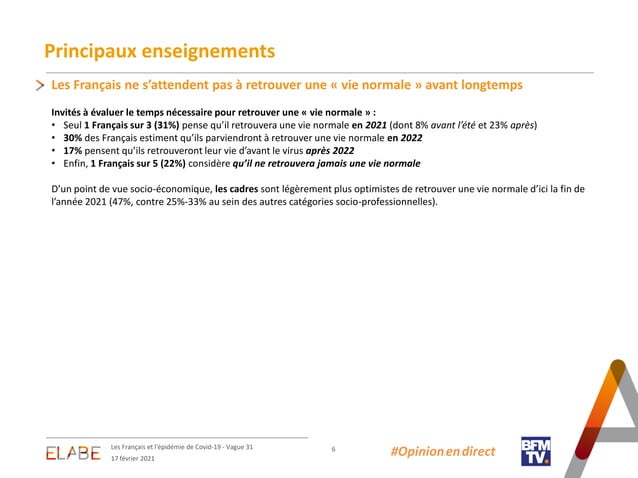 Principaux enseignements
Les Français ne s’attendent pas à retrouver une « vie normale » avant longtemps
Invités à évaluer le temps nécessaire pour retrouver une « vie normale » :
• Seul 1 Français sur 3 (31%) pense qu’il retrouvera une vie normale en 2021 (dont 8% avant l’été et 23% après)
• 30% des Français estiment qu’ils parviendront à retrouver une vie normale en 2022
• 17% pensent qu’ils retrouveront leur vie d’avant le virus après 2022
• Enfin, 1 Français sur 5 (22%) considère qu’il ne retrouvera jamais une vie normale
D’un point de vue socio-économique, les cadres sont légèrement plus optimistes de retrouver une vie normale d’ici la fin de
l’année 2021 (47%, contre 25%-33% au sein des autres catégories socio-professionnelles).
ELABE
Les Français et l’épidémie de Covid-19 - Vague 31
17 février 2021
6
#Opinionendirect
BFM
TV.